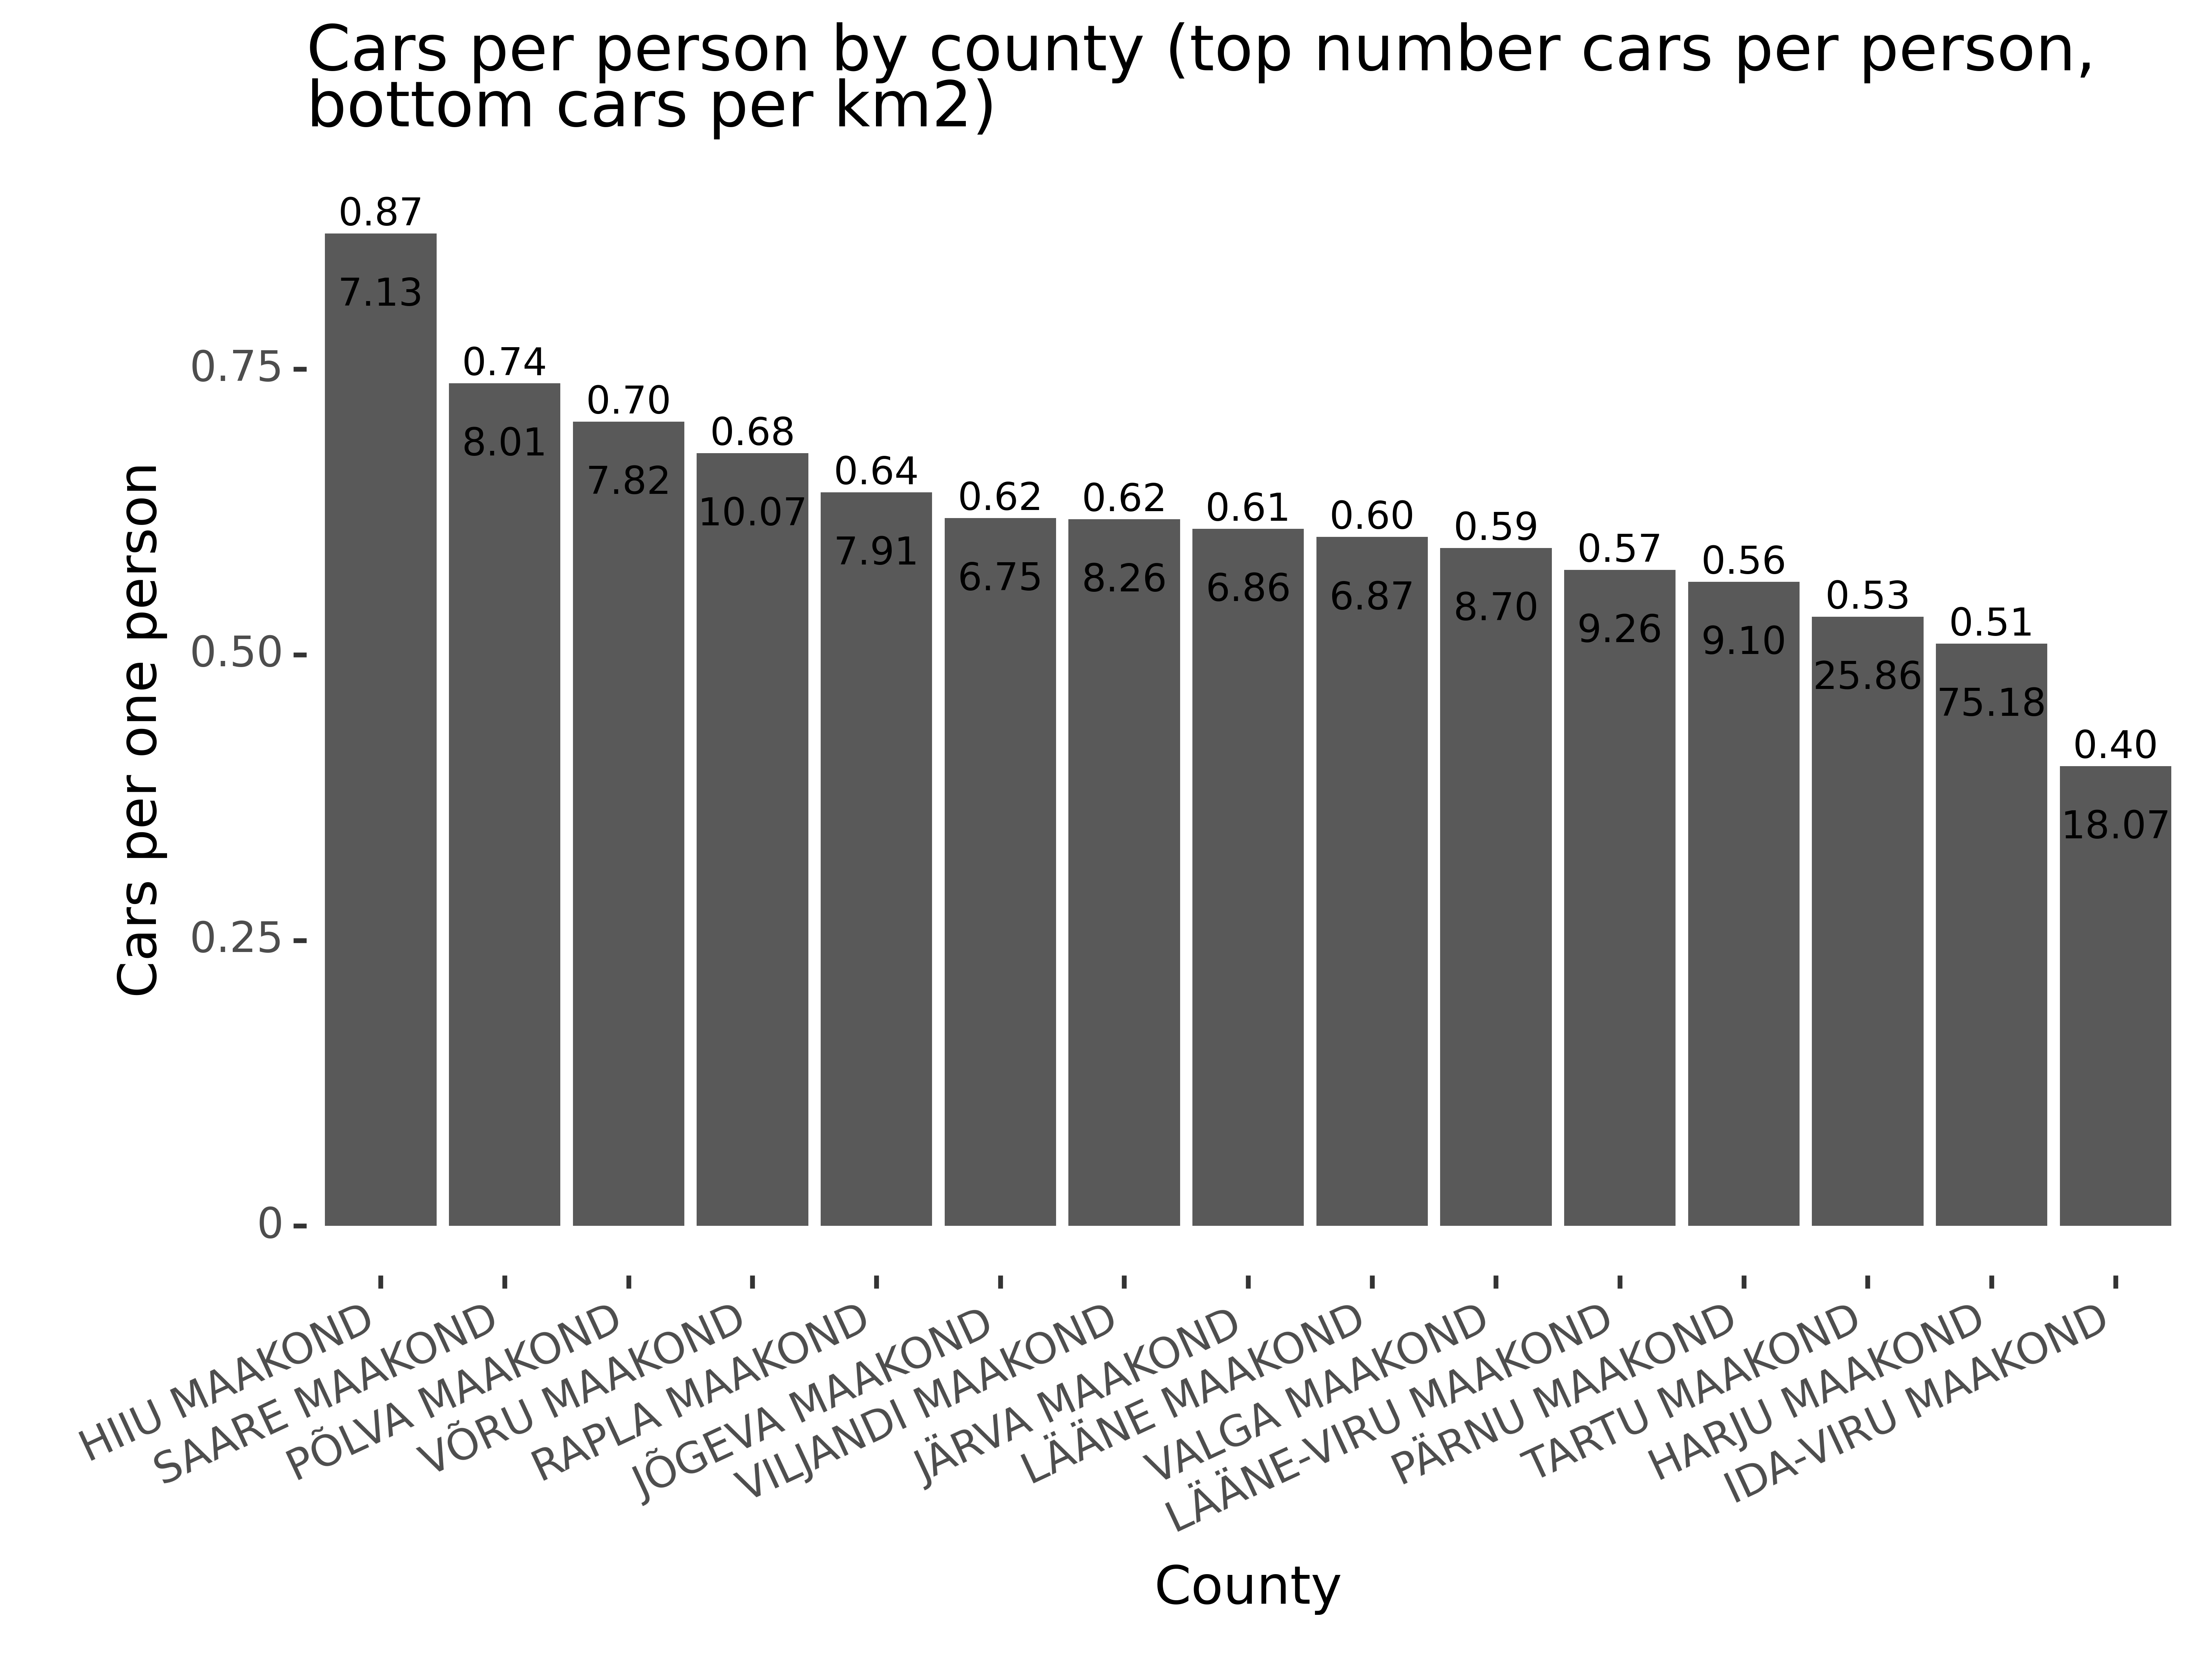 Cars per person by county (top number cars per person,
bottom cars per km2)
Cars per one person
0.75
0.50
0.25
0
0.87
7.13
0.74
8.01
0.70
7.82
0.68
10.07
0.64
7.91
0.62
6.75
0.62
8.26
0.61
6.86
0.60
6.87
0.59
8.70
0.57
9.26
0.56
9.10
0.53
25.86
0.51
75.18
0.40
18.07
HIIU MAAKOND
SAARE MAAKOND
PÕLVA MAAKOND
VÕRU MAAKOND
RAPLA MAAKOND
JÕGEVA MAAKOND
VILJANDI MAAKOND
JÄRVA MAAKOND
LÄÄNE MAAKOND
VALGA MAAKOND
LÄÄNE-VIRU MAAKOND
PÄRNU MAAKOND
TARTU MAAKOND
HARJU MAAKOND
IDA-VIRU MAAKOND
County